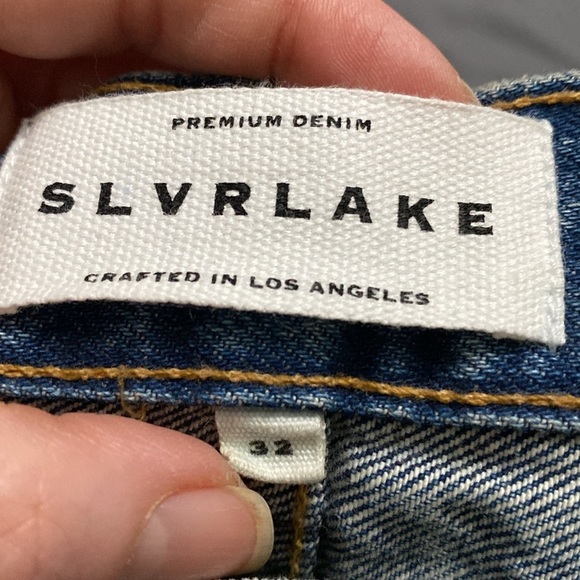 PREMIUM DENIM
SLVRLAKE
CRAFTED IN LOS ANGELES
32